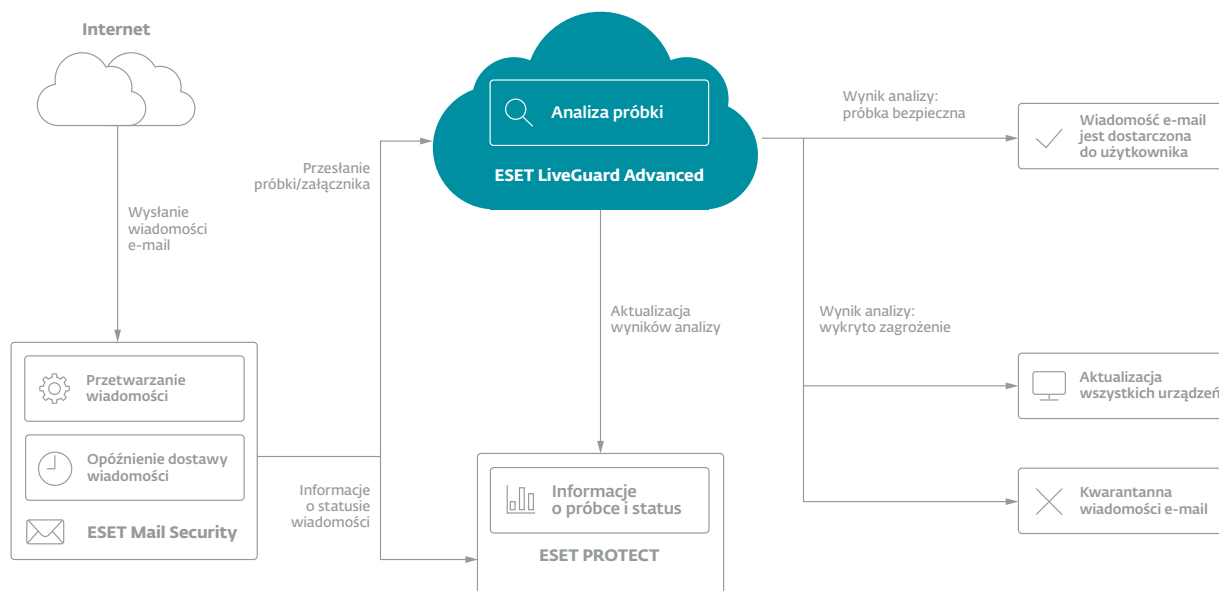 Internet
Wysłanie
wiadomości
e-mail
Przetwarzanie
wiadomości
Opóźnienie dostawy
wiadomości
ESET Mail Security
Przesłanie
próbki/załącznika
Informacje
o statusie
wiadomości
Analiza próbki
ESET LiveGuard Advanced
Aktualizacja
wyników analizy
Informacje
o próbce i status
ESET PROTECT
Wynik analizy:
próbka bezpieczna
Wiadomość e-mail
jest dostarczona
do użytkownika
Wynik analizy:
wykryto zagrożenie
Aktualizacja
wszystkich urządzeń
Kwarantanna
wiadomości e-mail